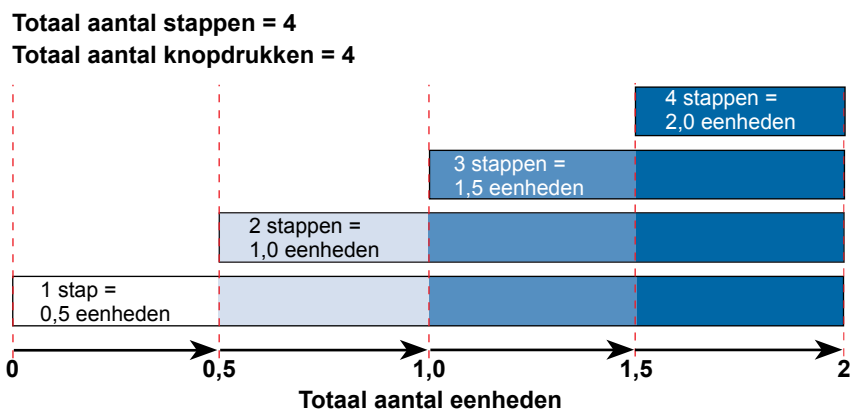 Totaal aantal stappen = 4
Totaal aantal knopdrukken = 4
4 stappen =
2,0 eenheden
3 stappen =
1,5 eenheden
2 stappen =
1,0 eenheden
1 stap =
0,5 eenheden
0 0,5 1,0 1,5 2
Totaal aantal eenheden